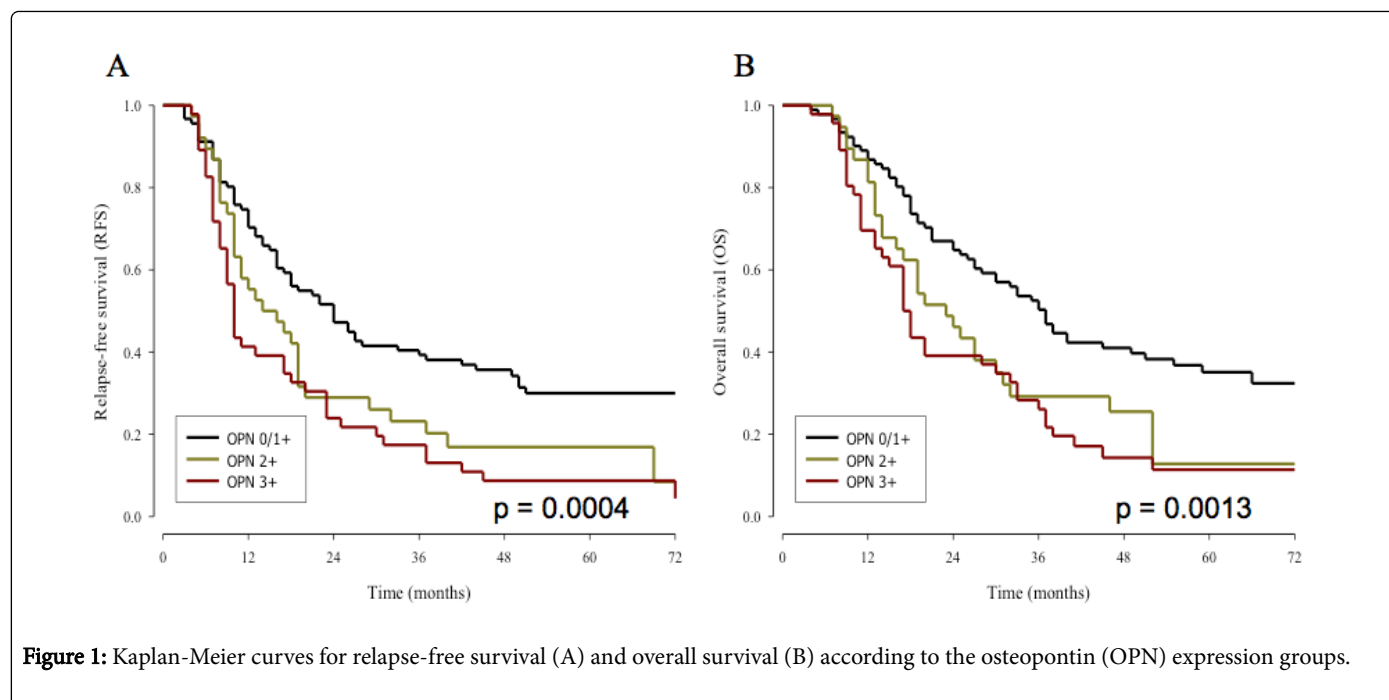 A
1.0
0.8
0.6
0.4
0.2
0.0
Relapse-free survival (RFS)
OPN 0/1+
OPN 2+
OPN 3+
p = 0.0004
0 12 24 36 48 60 72
Time (months)
B
1.0
0.8
0.6
0.4
0.2
0.0
Overall survival (OS)
OPN 0/1+
OPN 2+
OPN 3+
p = 0.0013
0 12 24 36 48 60 72
Time (months)
Figure 1: Kaplan-Meier curves for relapse-free survival (A) and overall survival (B) according to the osteopontin (OPN) expression groups.